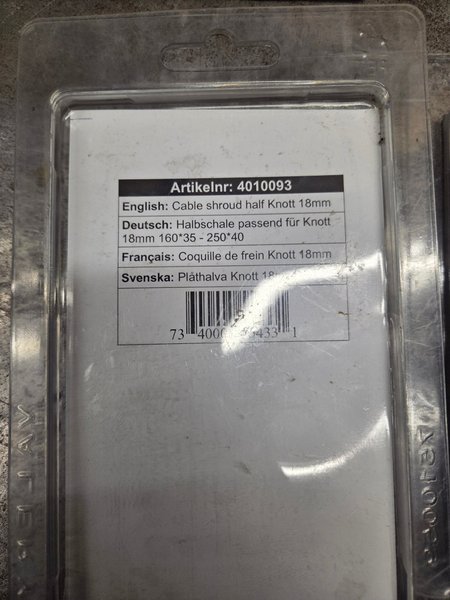 Artikelnr: 4010093
English: Cable shroud half Knott 18mm
Deutsch: Halbschale passend für Knott
18mm 160*35 - 250*40
Français: Coquille de frein Knott 18mm
Svenska: Plåthalva Knott